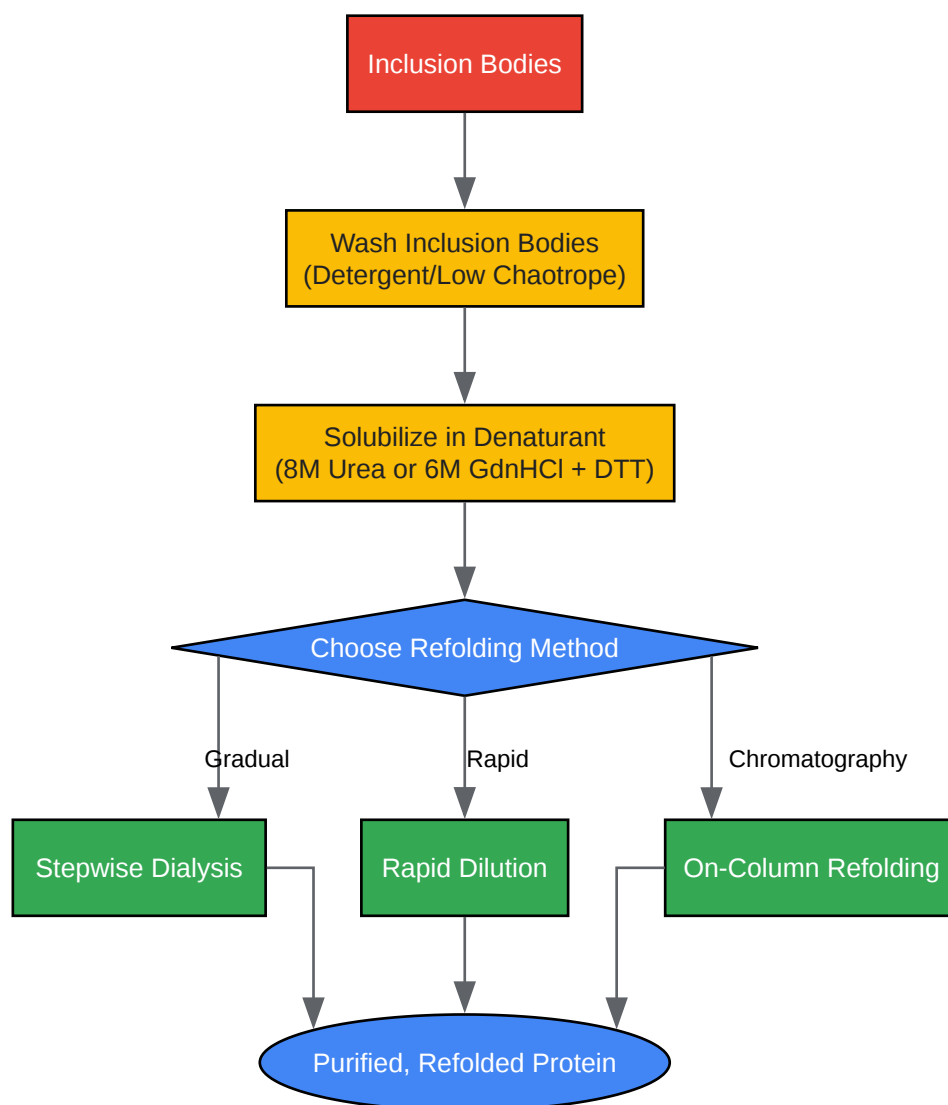 Inclusion Bodies
Wash Inclusion Bodies
(Detergent/Low Chaotrope)
Solubilize in Denaturant
(8M Urea or 6M GdnHCl + DTT)
Choose Refolding Method
Gradual
Rapid
Chromatography
Stepwise Dialysis
Rapid Dilution
On-Column Refolding
Purified, Refolded Protein